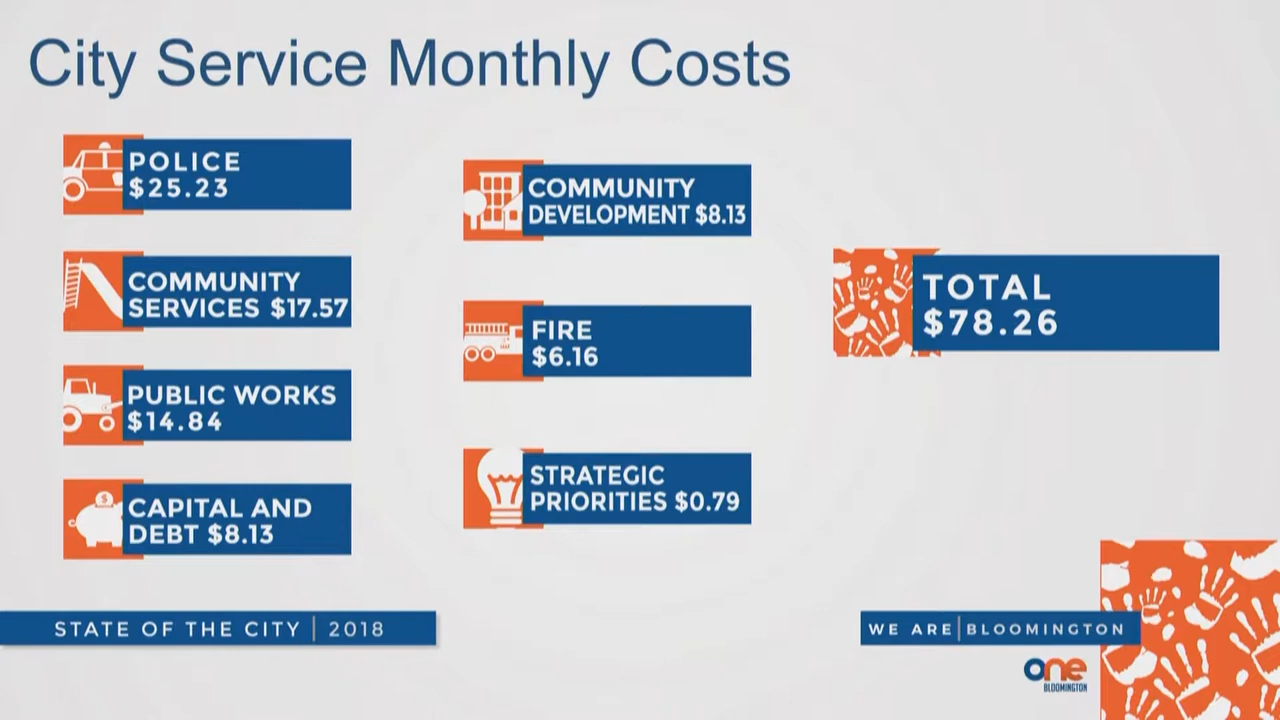 City Service Monthly Costs
POLICE
$25.23
COMMUNITY
SERVICES $17.57
PUBLIC WORKS
$14.84
CAPITAL AND
DEBT $8.13
COMMUNITY
DEVELOPMENT $8.13
FIRE
$6.16
STRATEGIC
PRIORITIES $0.79
TOTAL
$78.26
STATE OF THE CITY | 2018
WE ARE | BLOOMINGTON
one
BLOOMINGTON